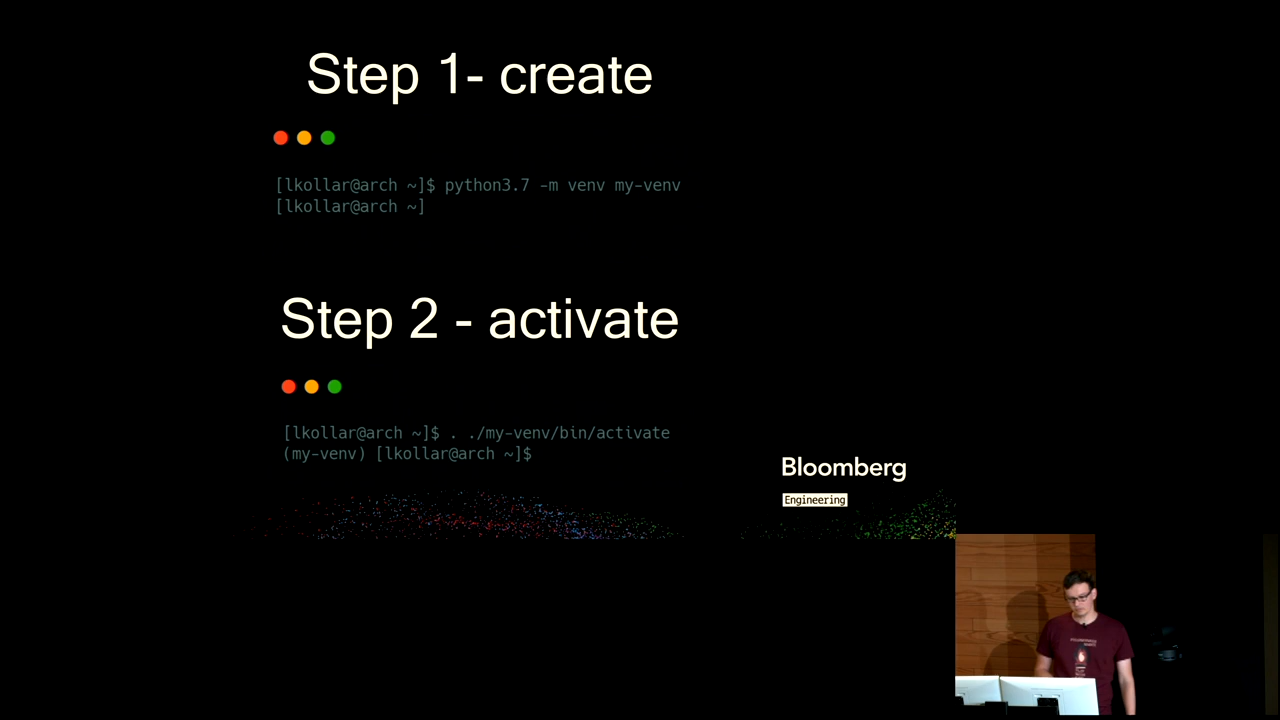 Step 1- create
[lkollar@arch ~]$ python3.7 -m venv my-venv
[lkollar@arch ~]
Step 2 - activate
[lkollar@arch ~]$ . ./my-venv/bin/activate
(my-venv) [lkollar@arch ~]$
Bloomberg
Engineering